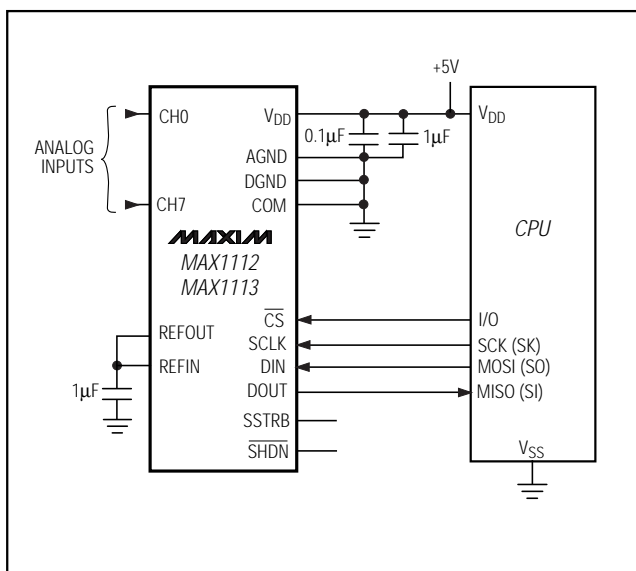 +5V
CH0
VDD
VDD
0.1μF
1μF
ANALOG
INPUTS
AGND
DGND
CH7
COM
CPU
MAXIM
MAX1112
MAX1113
CS
I/O
REFOUT
SCLK
SCK (SK)
REFIN
DIN
MOSI (SO)
1μF
DOUT
MISO (SI)
SSTRB
SHDN
VSS